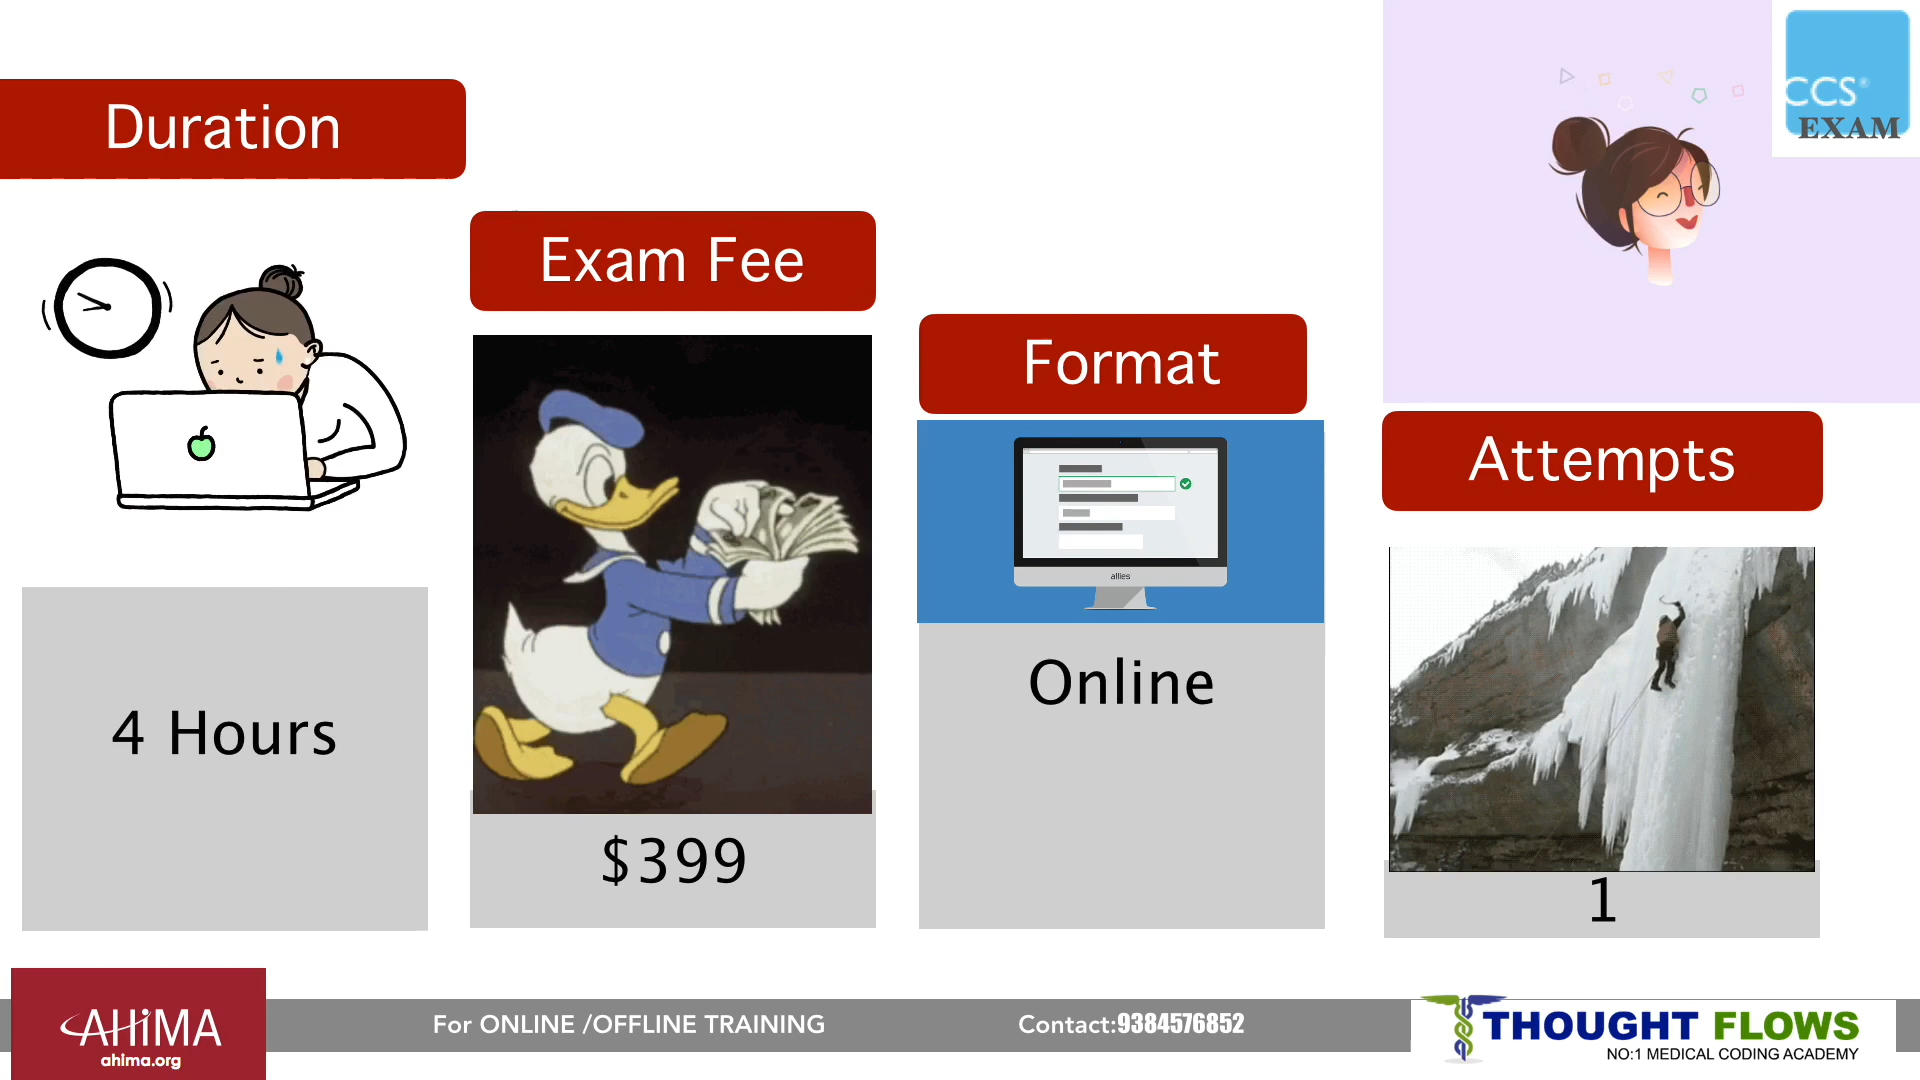 Duration
4 Hours
Exam Fee
$399
Format
allies
Online
CCS®
EXAM
Attempts
1
AHiMA
ahima.org
For ONLINE /OFFLINE TRAINING
Contact:9384576852
THOUGHT FLOWS
NO:1 MEDICAL CODING ACADEMY